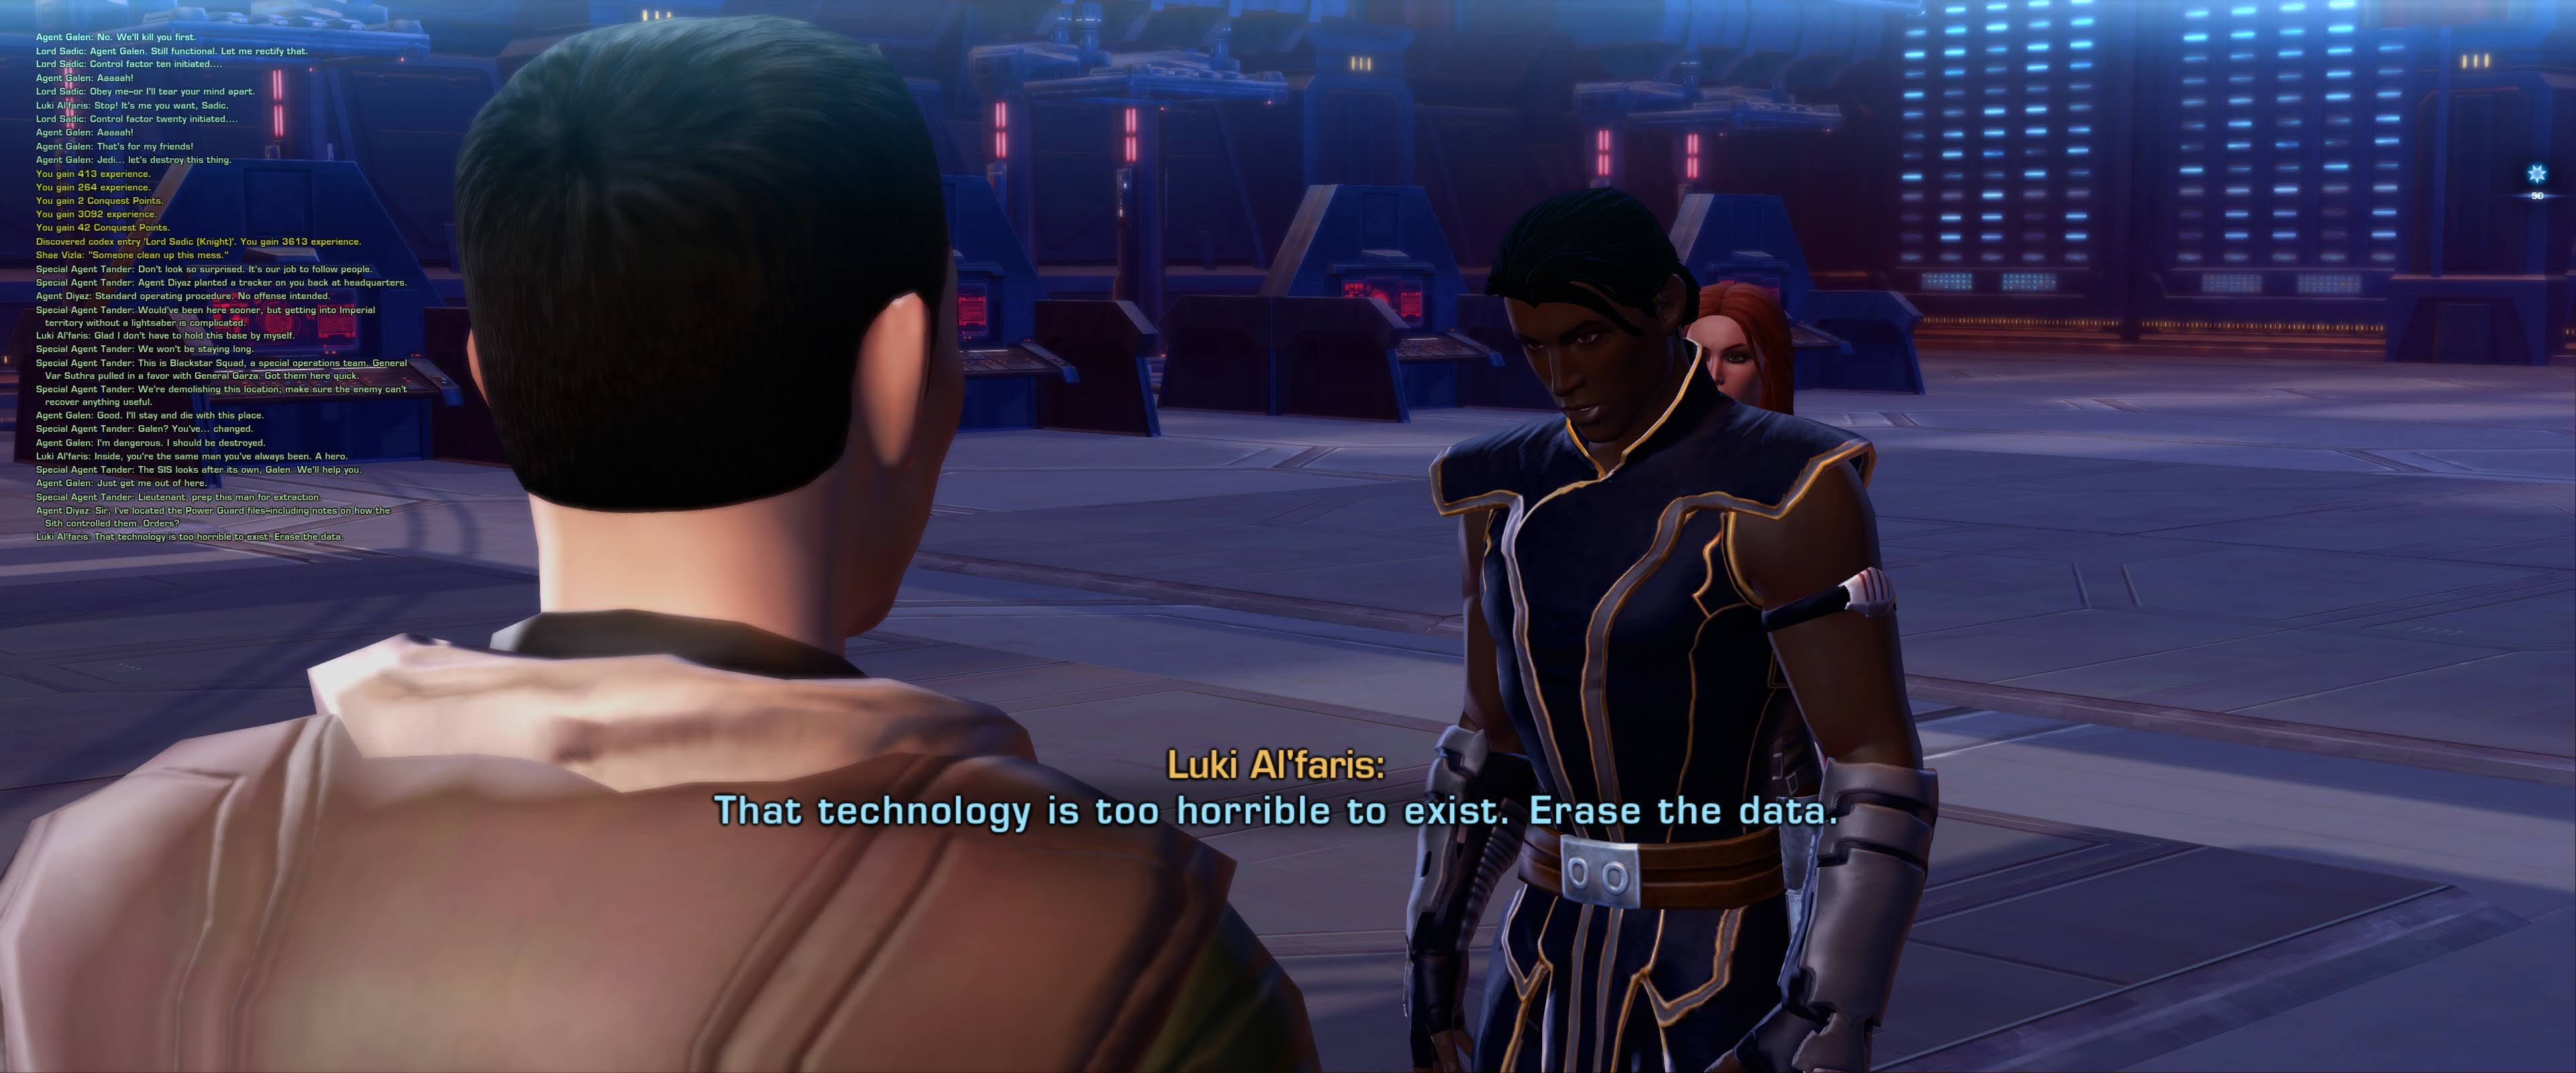 Agent Galen: No. We'll kill you first.
Lord Sadic: Agent Galen. Still functional. Let me rectify that.
Lord Sadic: Control factor ten initiated....
Agent Galen: Aaaaah!
Lord Sadic: Obey me–or I'll tear your mind apart.
Luki Al'faris: Stop! It's me you want, Sadic.
Lord Sadic: Control factor twenty initiated....
Agent Galen: Aaaaah!
Agent Galen: That's for my friends!
Agent Galen: Jedi... let's destroy this thing.
You gain 413 experience.
You gain 264 experience.
You gain 2 Conquest Points.
You gain 3092 experience.
You gain 42 Conquest Points.
Discovered codex entry 'Lord Sadic (Knight)'. You gain 3613 experience.
Shae Vizla: "Someone clean up this mess."
Special Agent Tander: Don't look so surprised. It's our job to follow people.
Special Agent Tander: Agent Diyaz planted a tracker on you back at headquarters.
Agent Diyaz: Standard operating procedure. No offense intended.
Special Agent Tander: Would've been here sooner, but getting into Imperial
territory without a lightsaber is complicated.
Luki Al'faris: Glad I don't have to hold this base by myself.
Special Agent Tander: We won't be staying long.
Special Agent Tander: This is Blackstar Squad, a special operations team. General
Var Suthra pulled in a favor with General Garza. Got them here quick.
Special Agent Tander: We're demolishing this location; make sure the enemy can't
recover anything useful.
Agent Galen: Good. I'll stay and die with this place.
Special Agent Tander: Galen? You've... changed.
Agent Galen: I'm dangerous. I should be destroyed.
Luki Al'faris: Inside, you're the same man you've always been. A hero.
Special Agent Tander: The SIS looks after its own, Galen. We'll help you.
Agent Galen: Just get me out of here.
Special Agent Tander: Lieutenant, prep this man for extraction.
Agent Diyaz: Sir, I've located the Power Guard files–including notes on how the
Sith controlled them. Orders?
Luki Al'faris: That technology is too horrible to exist. Erase the data.
50
Luki Al'faris:
That technology is too horrible to exist. Erase the data.